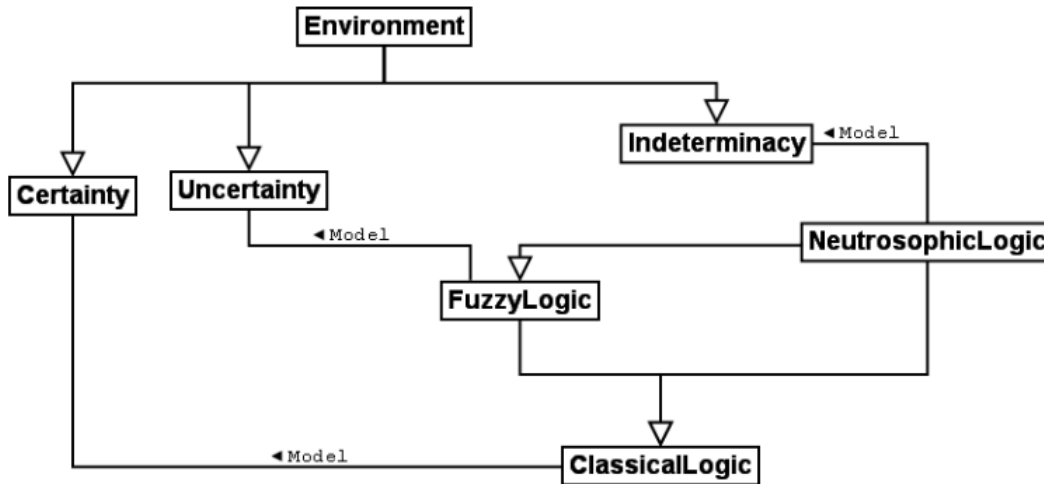 Environment
Indeterminacy
◄Model
Certainty
Uncertainty
◄Model
NeutrosophicLogic
FuzzyLogic
◄Model
ClassicalLogic